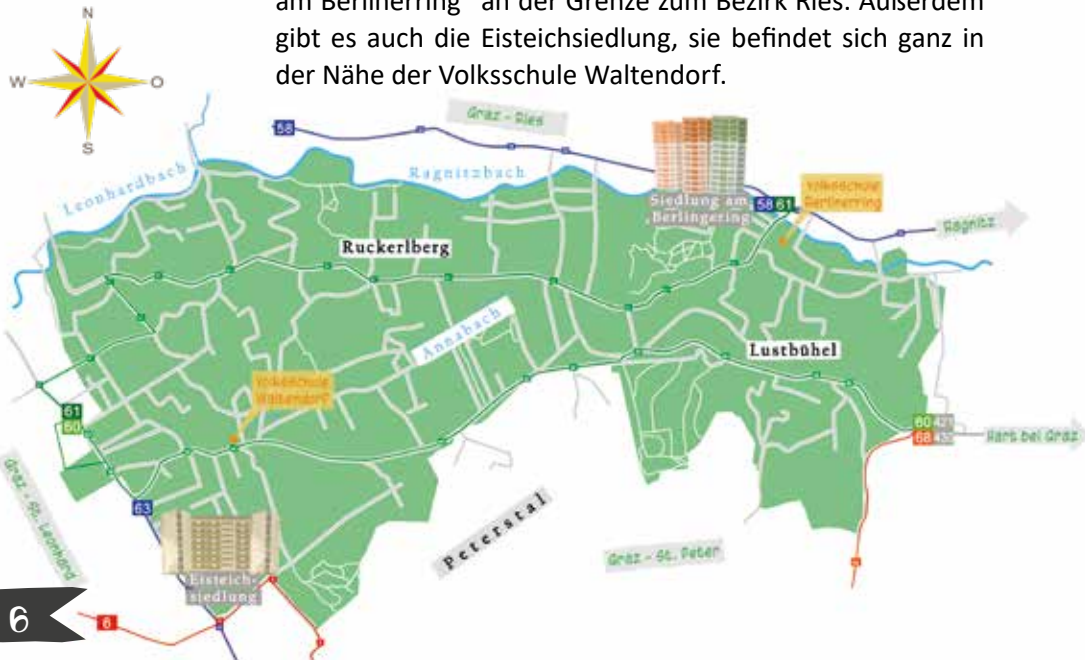 am Berlinerring“ an der Grenze zum Bezirk Ries. Außerdem
gibt es auch die Eisteichsiedlung, sie befindet sich ganz in
der Nähe der Volksschule Waltendorf.
N
W
O
S
58
Graz - Ries
Leonhardbach
Ragnitzbach
Siedlung am
Berlingering
58 61
Volksschule
Berlinerring
Ragnitz
Ruckerlberg
Annabach
Lustbühel
Volksschule
Waltendorf
61
60
60 421
68 430
Hart bei Graz
Graz - St. Leonhard
63
Peterstal
Graz - St. Peter
Eisteich-
siedlung
6
6